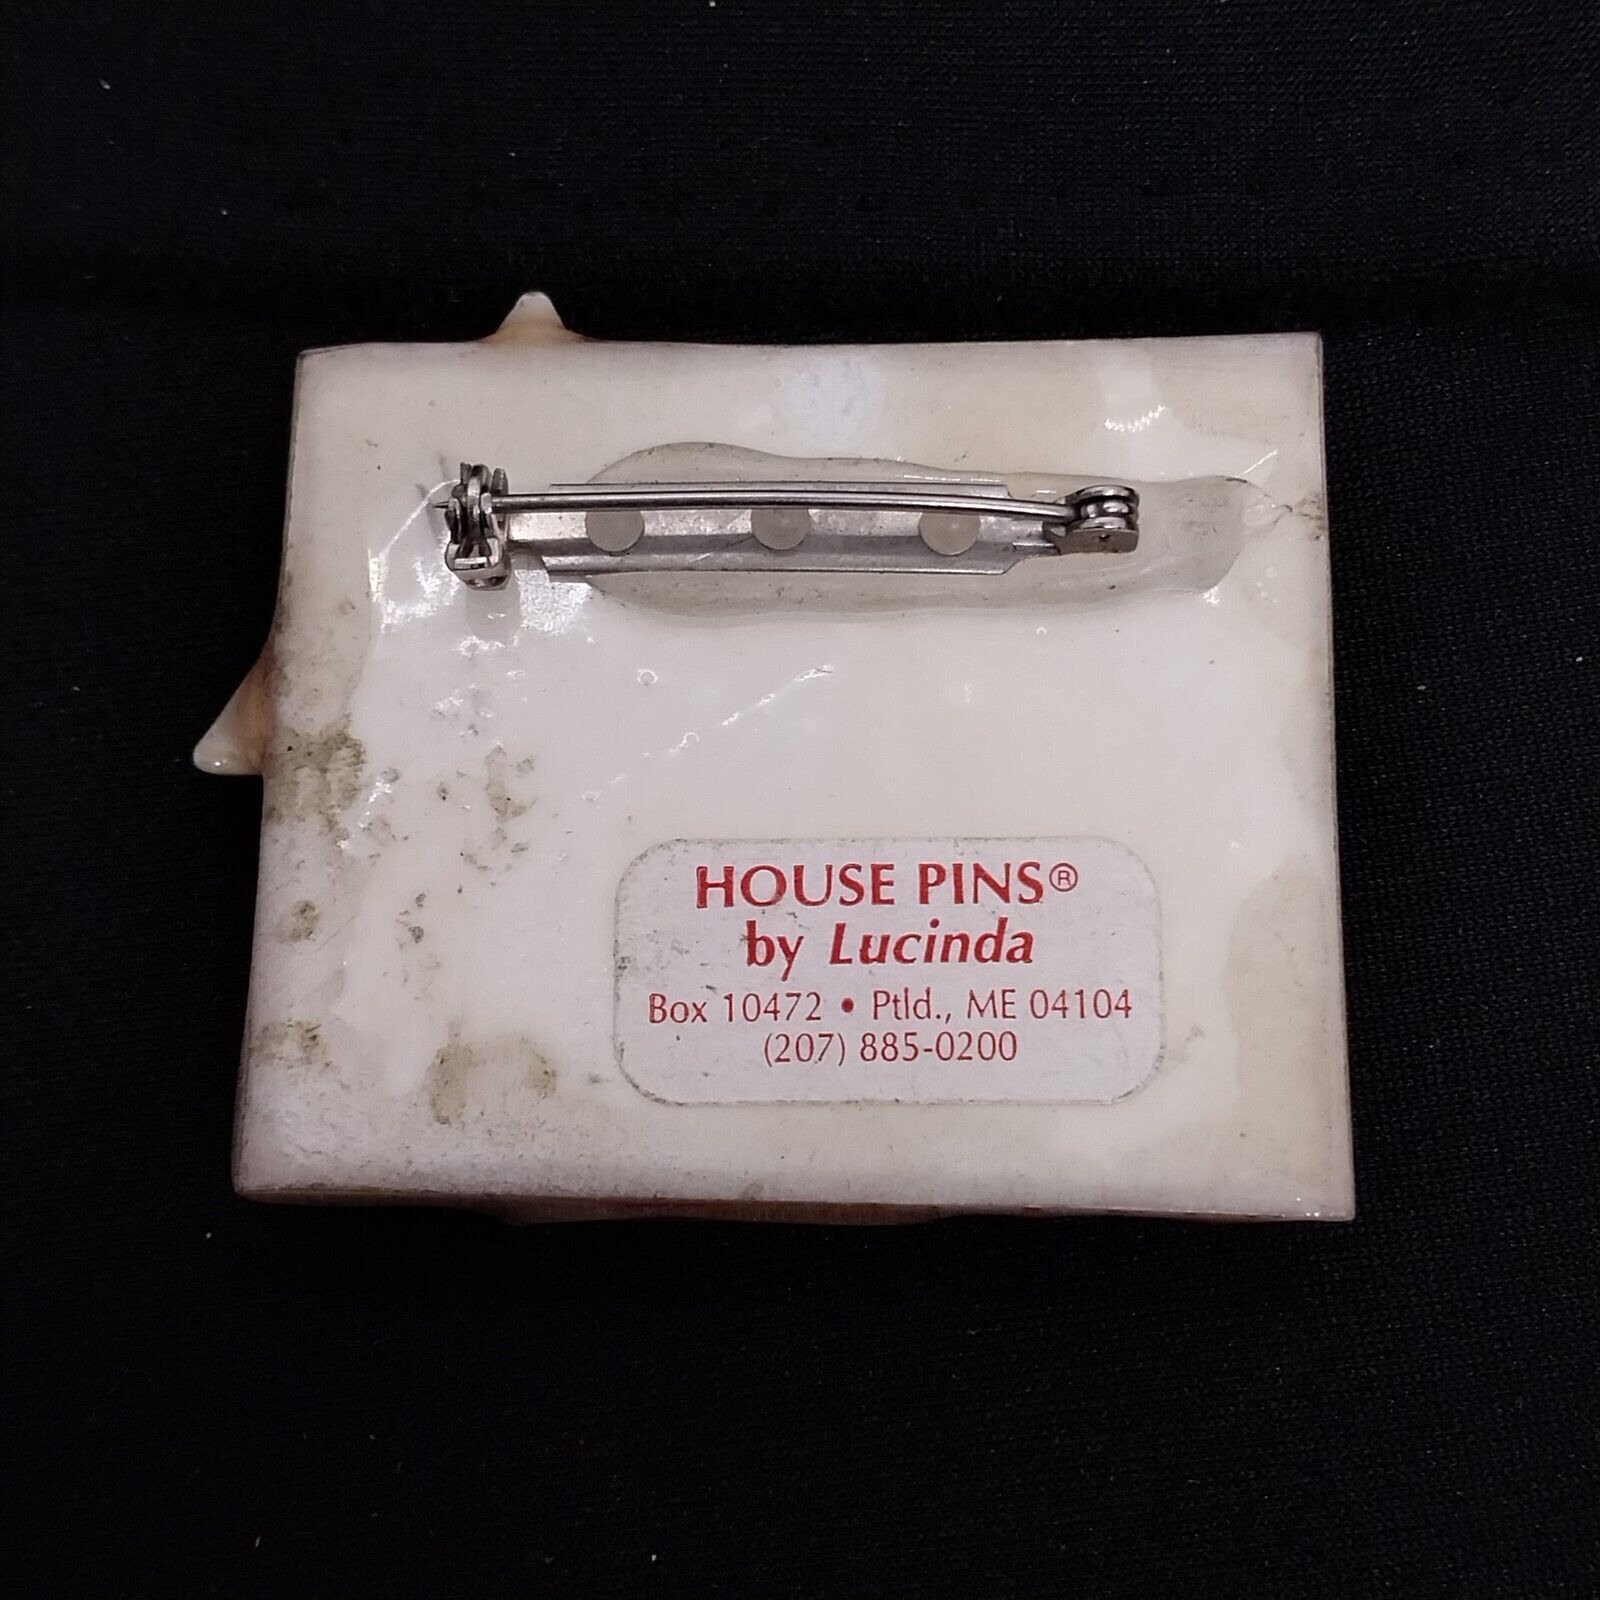 HOUSE PINS®
by Lucinda
Box 10472 • Ptld., ME 04104
(207) 885-0200